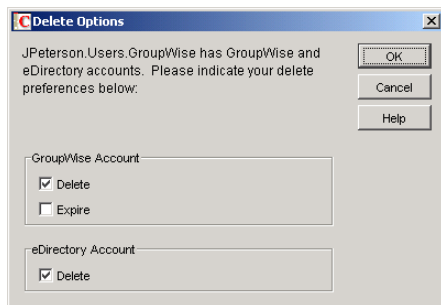 Delete Options
JPeterson.Users.GroupWise has GroupWise and
eDirectory accounts. Please indicate your delete
preferences below:
OK
Cancel
Help
GroupWise Account
Delete
Expire
eDirectory Account
Delete